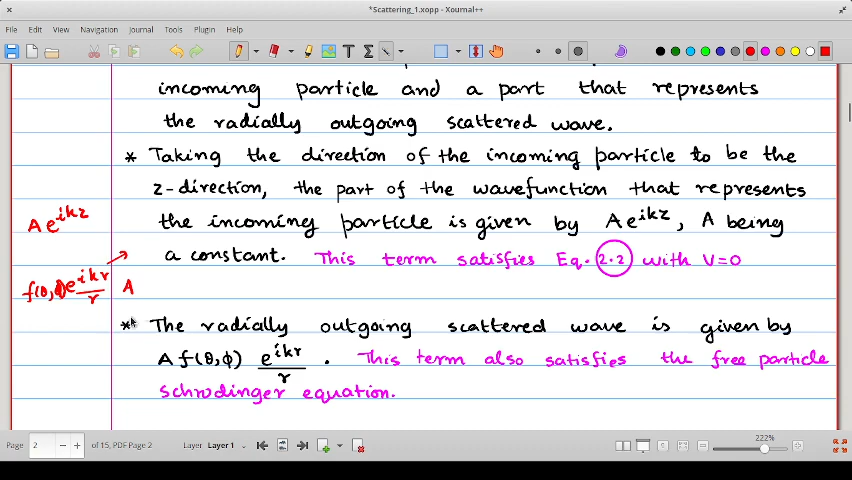 *Scattering_1.xopp - Xournal++
File Edit View Navigation Journal Tools Plugin Help
incoming particle and a part that represents
the radially outgoing scattered wave.
* Taking the direction of the incoming particle to be the
z-direction, the part of the wavefunction that represents
the incoming particle is given by Ae^{ikz}, A being
a constant. This term satisfies Eq. 2.2 with V=0
Ae^{ikz}
f(θ,ϕ)e^{ikr}/r A
* The radially outgoing scattered wave is given by
A f(θ,ϕ) e^{ikr}/r . This term also satisfies the free particle
schrodinger equation.
Page 2 of 15, PDF Page 2 Layer Layer 1 222%